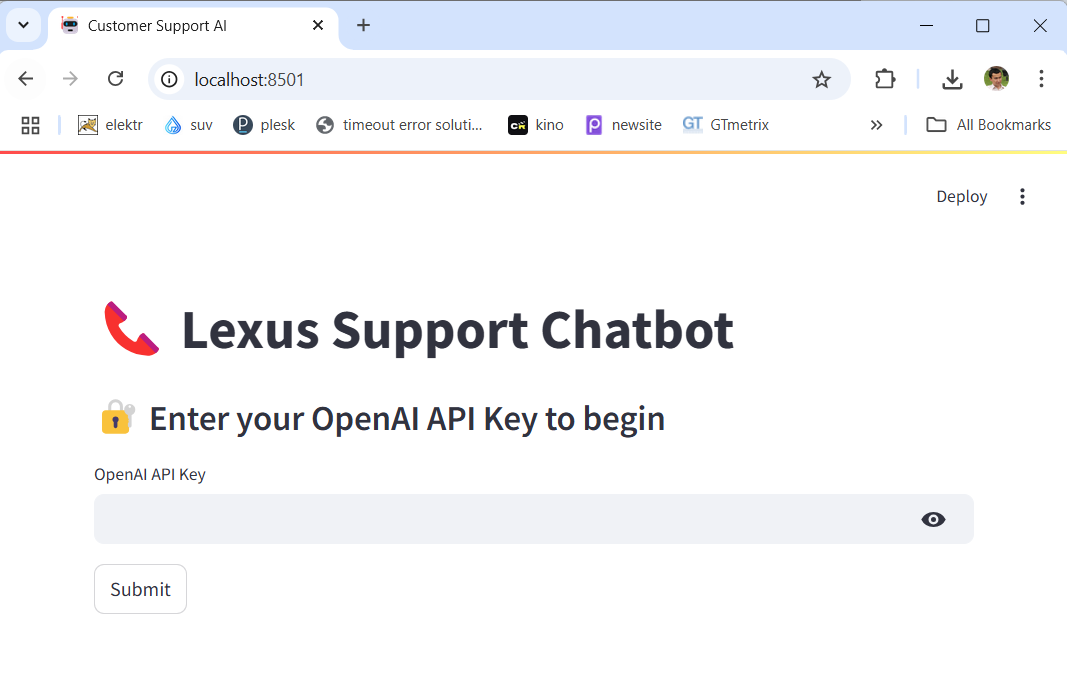 Customer Support AI
localhost:8501
elektr suv plesk timeout error soluti... kino newsite GT GTmetrix All Bookmarks
Deploy
Lexus Support Chatbot
Enter your OpenAI API Key to begin
OpenAI API Key
Submit